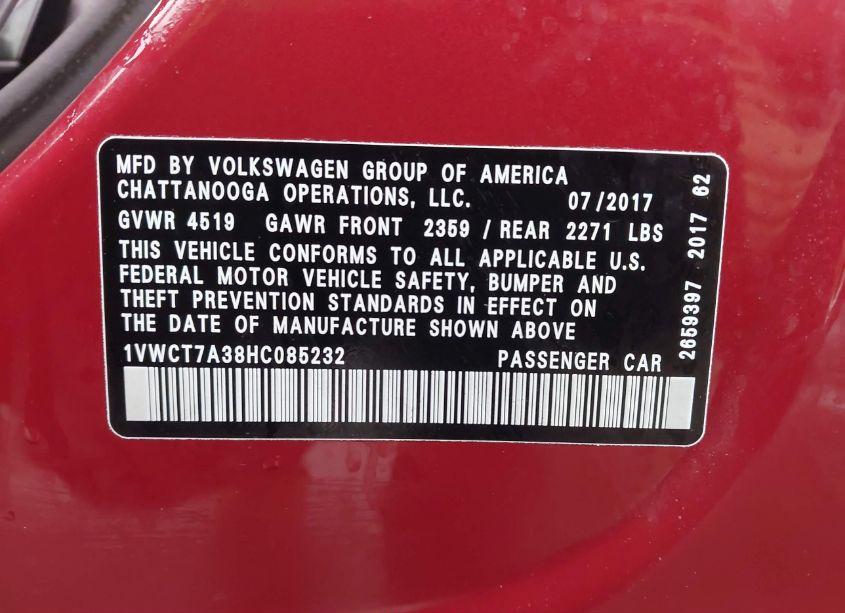 MFD BY VOLKSWAGEN GROUP OF AMERICA
CHATTANOOGA OPERATIONS, LLC. 07/2017
GVWR 4519 GAWR FRONT 2359 / REAR 2271 LBS
THIS VEHICLE CONFORMS TO ALL APPLICABLE U.S.
FEDERAL MOTOR VEHICLE SAFETY, BUMPER AND
THEFT PREVENTION STANDARDS IN EFFECT ON
DATE OF MANUFACTURE SHOWN ABOVE
1VWCT7A38HC085232 PASSENGER CAR
2659397 2017 62